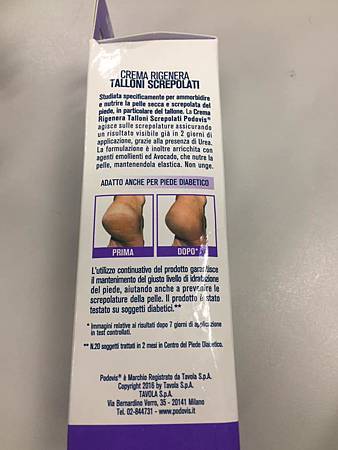 CREMA RIGENERA
TALLONI SCREPOLATI
Studiata specificamente per ammorbidire
e nutrire la pelle secca e screpolata del
piede, in particolare del tallone. La Crema
Rigenera Talloni Screpolati Podovis®
agisce sulle screpolature assicurando
un risultato visibile già in 2 giorni di
applicazione, grazie alla presenza di Urea.
La formulazione è inoltre arricchita con
agenti emollienti ed Avocado, che nutre la
pelle, mantenendola elastica. Non unge.
ADATTO ANCHE PER PIEDE DIABETICO
PRIMA
DOPO*
L'utilizzo continuativo del prodotto garantisce
il mantenimento del giusto livello di idratazione
del piede, aiutando anche a prevenire le
screpolature della pelle. Il prodotto è stato
testato su soggetti diabetici.**
* Immagini relative ai risultati dopo 7 giorni di applicazione
in test controllati.
** N.20 soggetti trattati in 2 mesi in Centro del Piede Diabetico.
Podovis® è Marchio Registrato da Tavola S.p.A.
Copyright 2016 by Tavola S.p.A.
TAVOLA S.p.A.
Via Bernardino Verro, 35 - 20141 Milano
Tel. 02-844731 - www.podovis.it